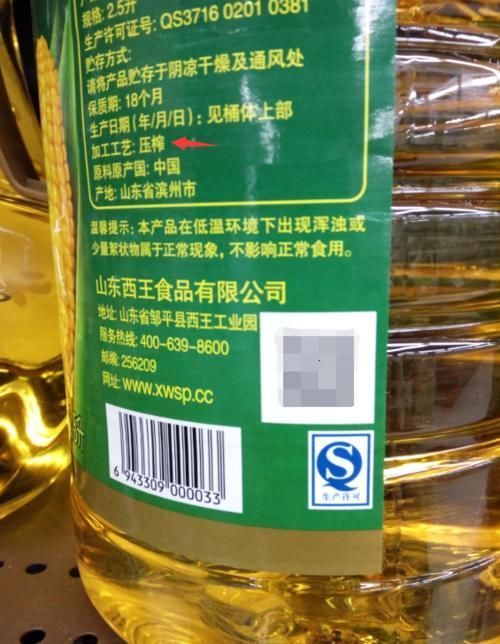 规格: 2.5升
生产许可证号: QS3716 0201 0381
贮存方式:
请将产品贮存于阴凉干燥及通风处
保质期: 18个月
生产日期(年/月/日): 见桶体上部
加工工艺: 压榨
原料原产国: 中国
产地: 山东省滨州市
温馨提示: 本产品在低温环境下出现浑浊或
少量絮状物属于正常现象, 不影响正常食用。
山东西王食品有限公司
地址: 山东省邹平县西王工业园
服务热线: 400-639-8600
邮编: 256209
网址: www.xwsp.cc
6 943309 000033
生产许可
升